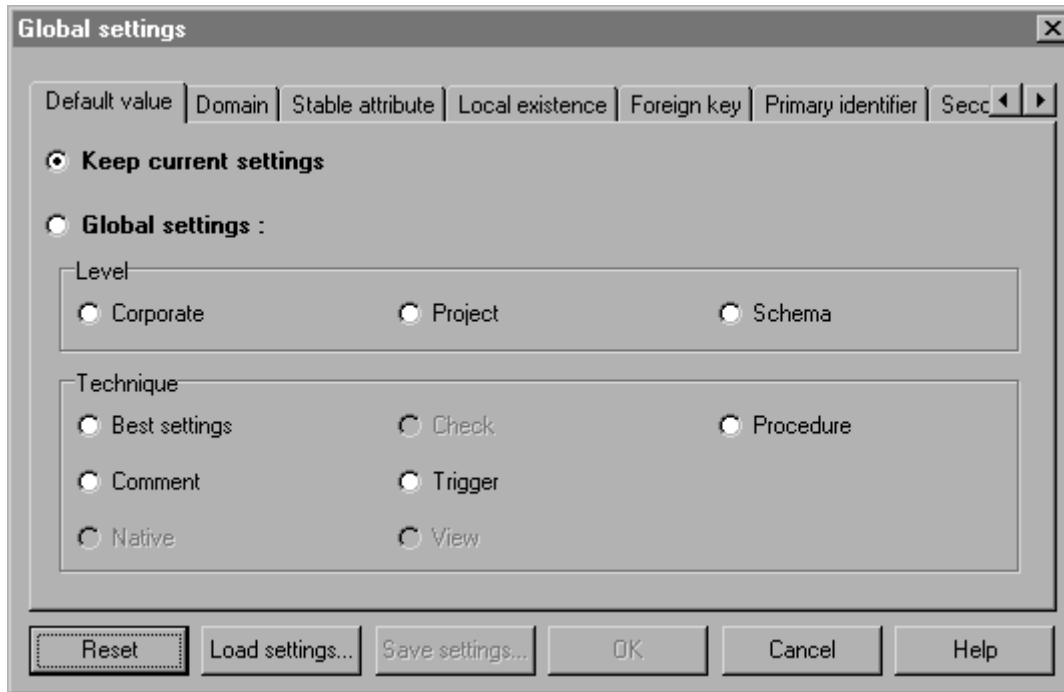 Global settings
Default value Domain Stable attribute Local existence Foreign key Primary identifier Secc
Keep current settings
Global settings :
Level
Corporate Project Schema
Technique
Best settings Check Procedure
Comment Trigger
Native View
Reset Load settings... Save settings... OK Cancel Help